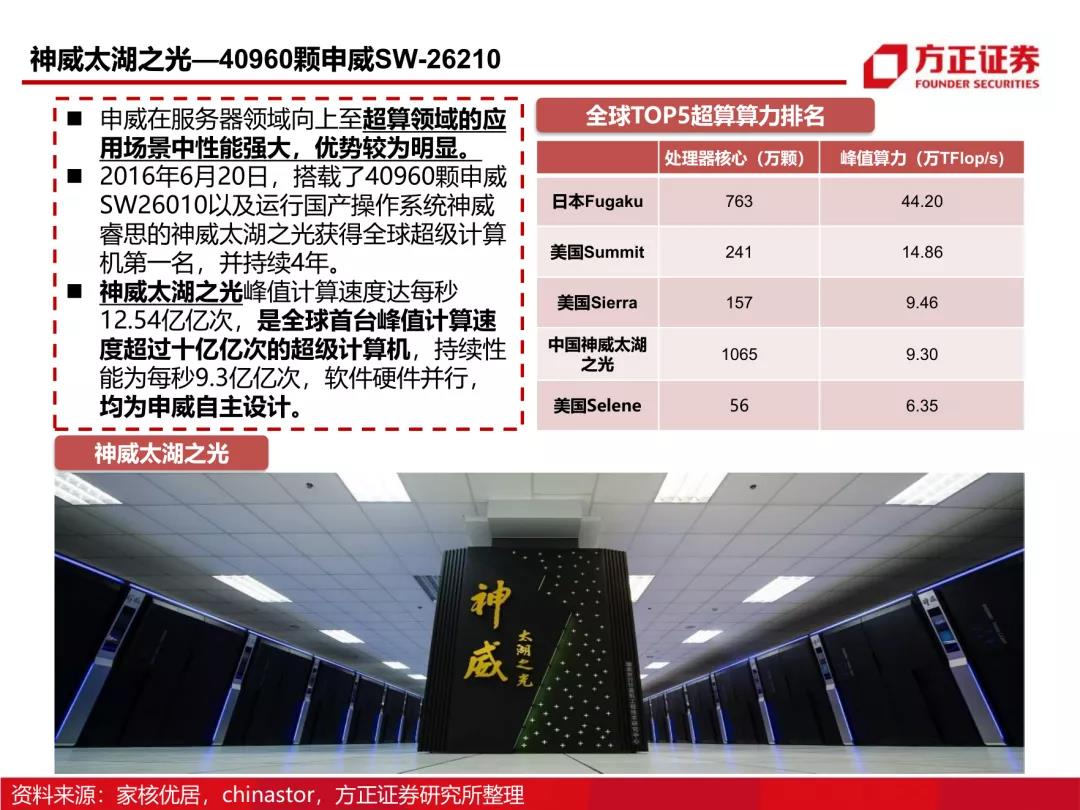 神威太湖之光—40960颗申威SW-26210
方正证券
FOUNDER SECURITIES
■ 申威在服务器领域向上至超算领域的应
用场景中性能强大，优势较为明显。
■ 2016年6月20日，搭载了40960颗申威
SW26010以及运行国产操作系统神威
睿思的神威太湖之光获得全球超级计算
机第一名，并持续4年。
■ 神威太湖之光峰值计算速度达每秒
12.54亿亿次，是全球首台峰值计算速
度超过十亿亿次的超级计算机，持续性
能为每秒9.3亿亿次，软件硬件并行，
均为申威自主设计。
全球TOP5超算算力排名
处理器核心（万颗） 峰值算力（万TFlop/s）
日本Fugaku 763 44.20
美国Summit 241 14.86
美国Sierra 157 9.46
中国神威太湖
之光 1065 9.30
美国Selene 56 6.35
神威太湖之光
神威
太湖之光
资料来源：家核优居，chinastor，方正证券研究所整理